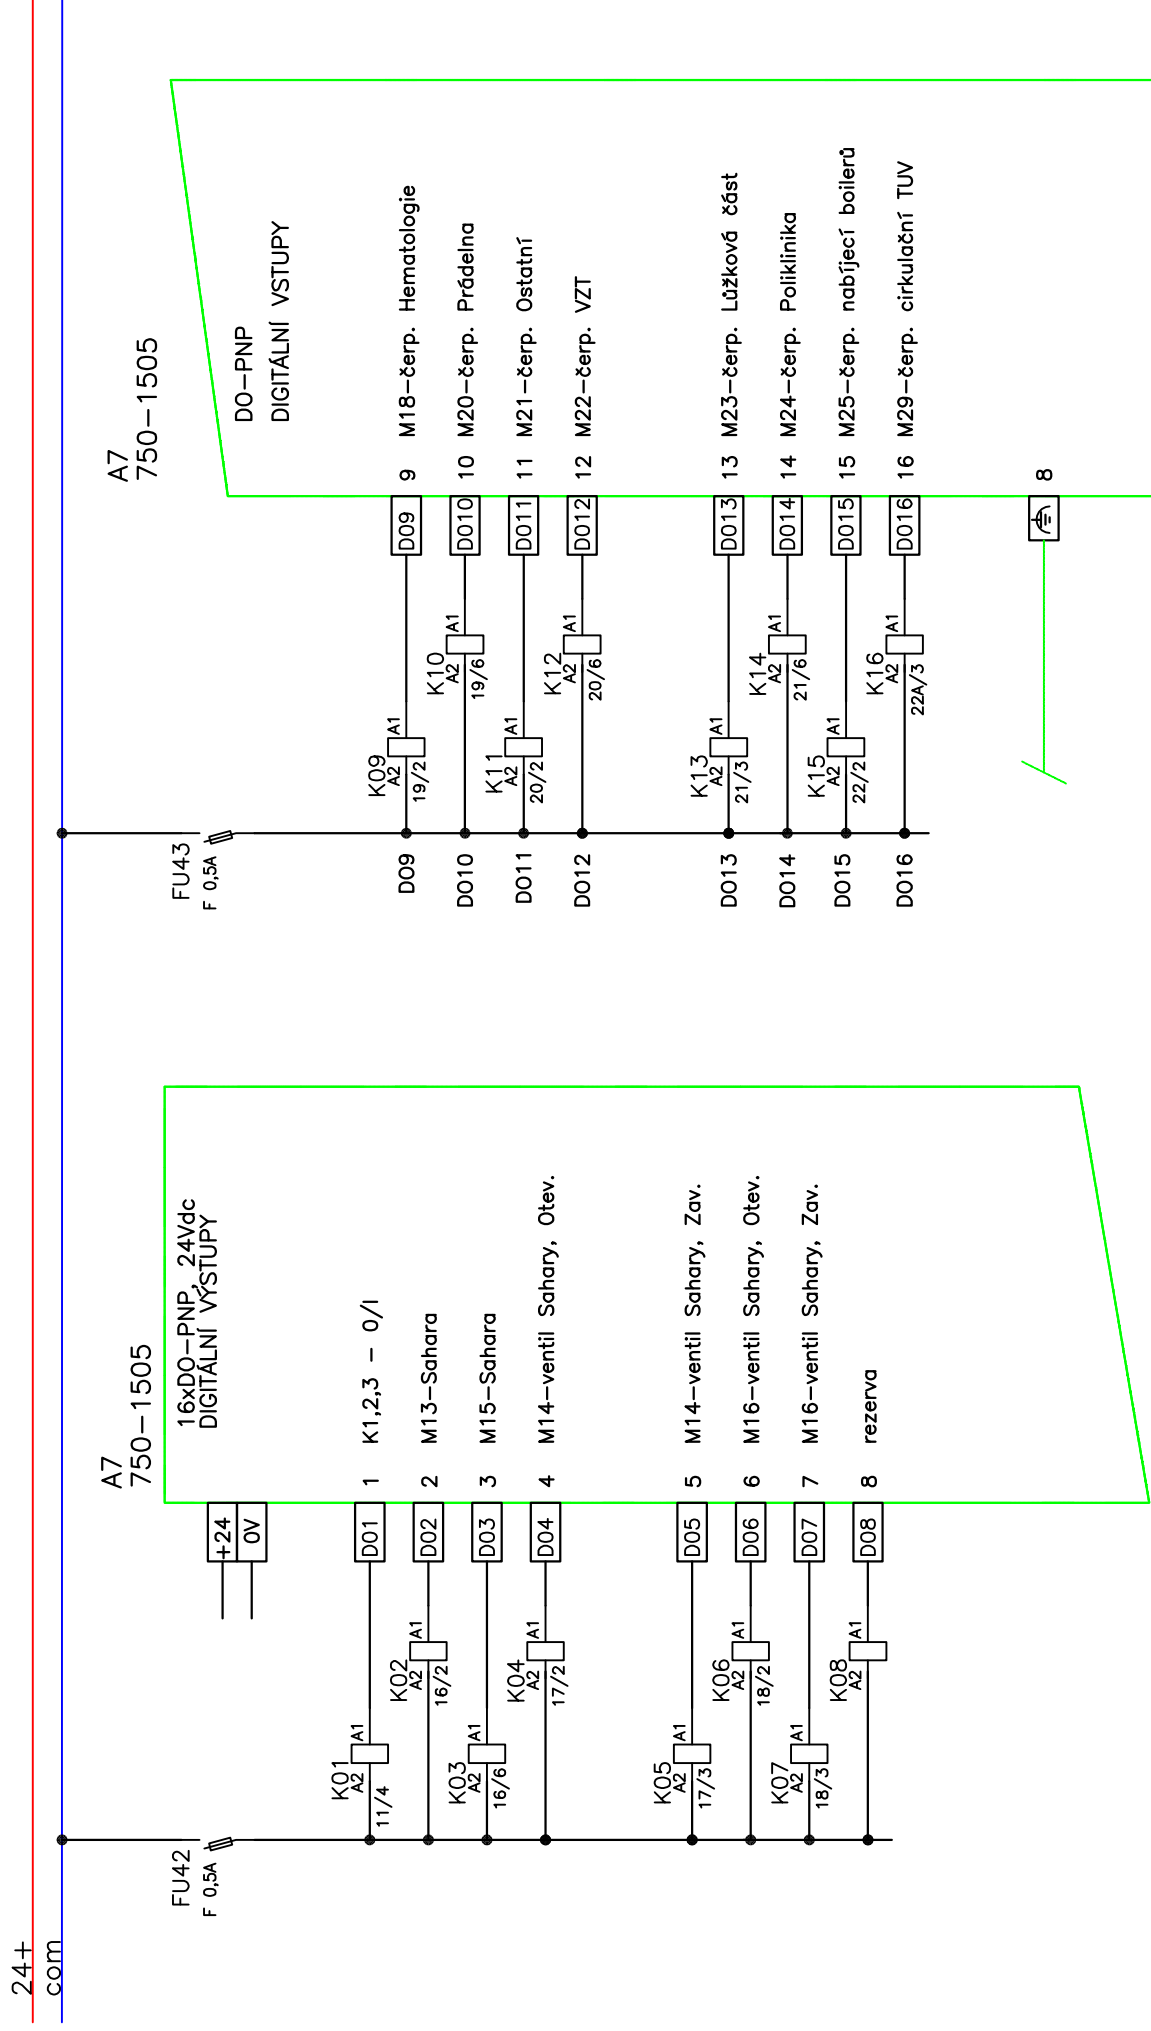 24+
com
FU42
F 0,5A
A7
750-1505
+24
0V
16xDO-PNP, 24Vdc
DIGITÁLNÍ VÝSTUPY
K01
A2
A1
11/4
DO1
1
K1,2,3 - 0/I
K02
A2
A1
16/2
DO2
2
M13-Sahara
K03
A2
A1
16/6
DO3
3
M15-Sahara
K04
A2
A1
17/2
DO4
4
M14-ventil Sahary, Otev.
K05
A2
A1
17/3
DO5
5
M14-ventil Sahary, Zav.
K06
A2
A1
18/2
DO6
6
M16-ventil Sahary, Otev.
K07
A2
A1
18/3
DO7
7
M16-ventil Sahary, Zav.
K08
A2
A1
DO8
8
rezerva
FU43
F 0,5A
A7
750-1505
DO-PNP
DIGITÁLNÍ VSTUPY
DO9
K09
A2
A1
19/2
DO9
9
M18-čerp. Hematologie
DO10
K10
A2
A1
19/6
DO10
10
M20-čerp. Prádelna
DO11
K11
A2
A1
20/2
DO11
11
M21-čerp. Ostatní
DO12
K12
A2
A1
20/6
DO12
12
M22-čerp. VZT
DO13
K13
A2
A1
21/3
DO13
13
M23-čerp. Lůžková část
DO14
K14
A2
A1
21/6
DO14
14
M24-čerp. Poliklinika
DO15
K15
A2
A1
22/2
DO15
15
M25-čerp. nabíjecí boilerů
DO16
K16
A2
A1
22A/3
DO16
16
M29-čerp. cirkulační TUV
8